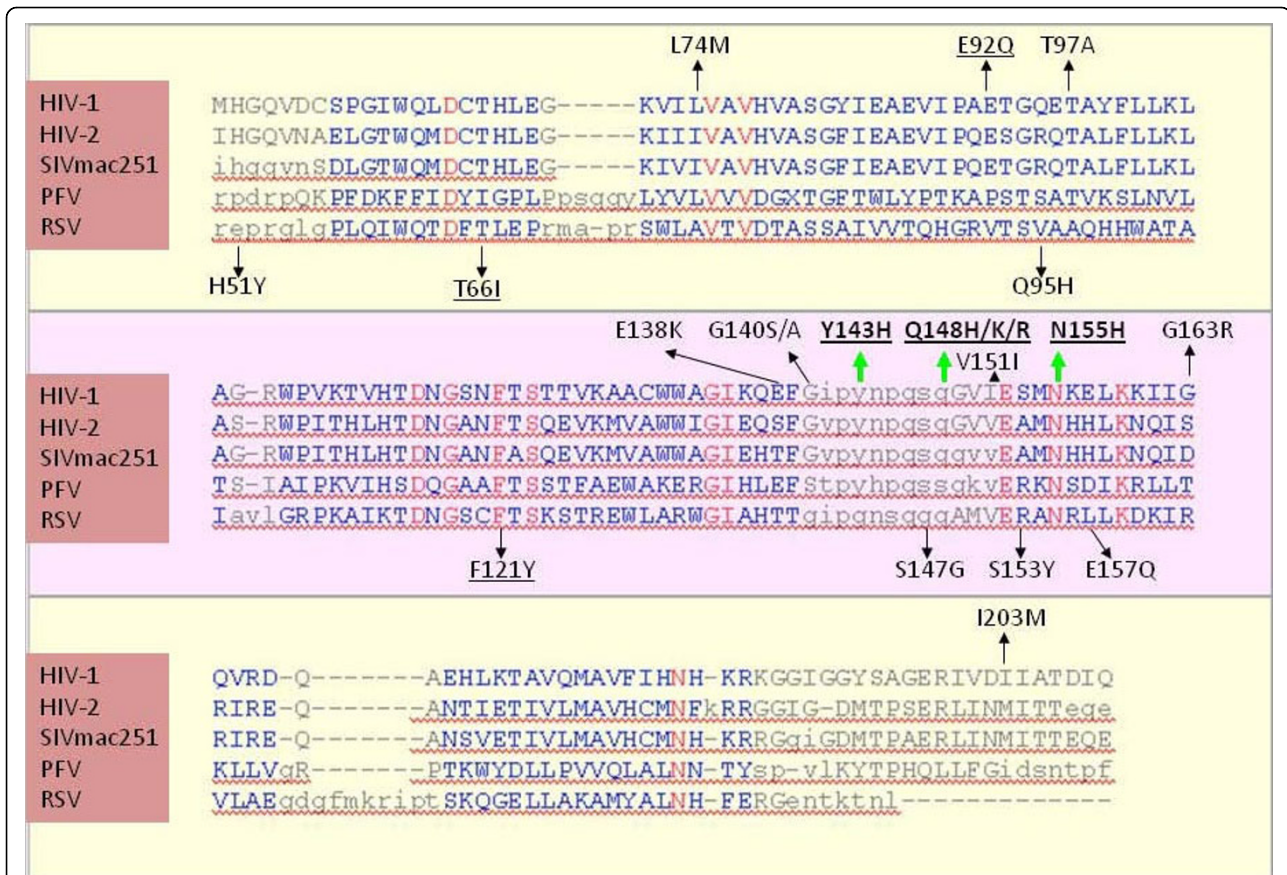 L74M E92Q T97A
HIV-1 MHGQVDCSPGIWQLDCTHLEG-----KVILVAVHVASGYIEAEVIPAETGQETAYFLLKL
HIV-2 IHGQVNAELGTWQMDCTHLEG-----KIIIVAVHVASGFIEAEVIPQESGRQTALFLLKL
SIVmac251 ihgqvnSDLGTWQMDCTHLEG-----KIVIVAVHVASGFIEAEVIPQETGRQTALFLLKL
PFV rpdrpQKPFDKFFIDYIGPLPpsqgyLYVLVVVDGXTGFTWLYPTKAPSTSATVKSLNVL
RSV reprglgPLQIWQTDFTLEPrma-prSWLAVTVDTASSAIVVTQHGRVTSVAAQHHWATA
H51Y T66I Q95H
E138K G140S/A Y143H Q148H/K/R N155H G163R
V151I
HIV-1 AG-RWPVKTVHTDNGSNFTSTTVKAACWWAGIKQEFGipynpqsqGVIESMNKELKKIIG
HIV-2 AS-RWPITHLHTDNGANFTSQEVKMVAWWIGIEQSFGvpynpqsqGVVEAMNHHLKNQIS
SIVmac251 AG-RWPITHLHTDNGANFASQEVKMVAWWAGIEHTFGvpynpqsqgvvEAMNHHLKNQID
PFV TS-IAIPKVIHSDQGAAFTSSTFAEWAKERGIHLEFStpyhpqssgkvERKNSDIKRLLT
RSV IavlGRPKAIKTDNGSCFTSKSTREWLARWGIAHTTgipgnsqgqAMVERANRLLKDKIR
F121Y S147G S153Y E157Q
I203M
HIV-1 QVRD-Q-------AEHLKTAVQMAVFIHNH-KRKGGIGGYSAGERIVDIIATDIQ
HIV-2 RIRE-Q-------ANTIETIVLMAVHCMNFkRRGGIG-DMTPSERLINMITTeqe
SIVmac251 RIRE-Q-------ANSVETIVLMAVHCMNH-KRRGgiGDMTPAERLINMITTEQE
PFV KLLVgR-------PTKWYDLLPVVQLALNN-TYsp-vlKYTPHQLLFGidsntpf
RSV VLAEgdgfmkriptSKQGELLAKAMYALNH-FERGentktnl-------------